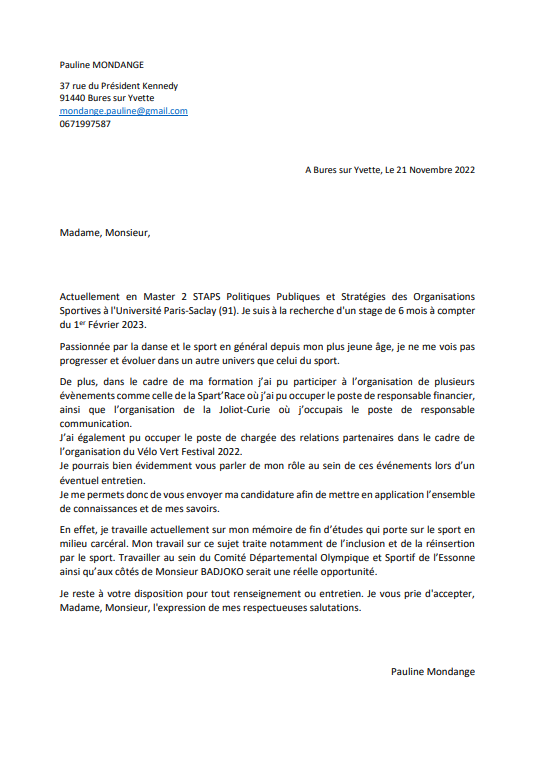 Pauline MONDANGE
37 rue du Président Kennedy
91440 Bures sur Yvette
mondange.pauline@gmail.com
0671997587
A Bures sur Yvette, Le 21 Novembre 2022
Madame, Monsieur,
Actuellement en Master 2 STAPS Politiques Publiques et Stratégies des Organisations
Sportives à l'Université Paris-Saclay (91). Je suis à la recherche d'un stage de 6 mois à compter
du 1er Février 2023.
Passionnée par la danse et le sport en général depuis mon plus jeune âge, je ne me vois pas
progresser et évoluer dans un autre univers que celui du sport.
De plus, dans le cadre de ma formation j'ai pu participer à l'organisation de plusieurs
évènements comme celle de la Spart'Race où j'ai pu occuper le poste de responsable financier,
ainsi que l'organisation de la Joliot-Curie où j'occupais le poste de responsable
communication.
J'ai également pu occuper le poste de chargée des relations partenaires dans le cadre de
l'organisation du Vélo Vert Festival 2022.
Je pourrais bien évidemment vous parler de mon rôle au sein de ces événements lors d'un
éventuel entretien.
Je me permets donc de vous envoyer ma candidature afin de mettre en application l'ensemble
de connaissances et de mes savoirs.
En effet, je travaille actuellement sur mon mémoire de fin d'études qui porte sur le sport en
milieu carcéral. Mon travail sur ce sujet traite notamment de l'inclusion et de la réinsertion
par le sport. Travailler au sein du Comité Départemental Olympique et Sportif de l'Essonne
ainsi qu'aux côtés de Monsieur BADJOKO serait une réelle opportunité.
Je reste à votre disposition pour tout renseignement ou entretien. Je vous prie d'accepter,
Madame, Monsieur, l'expression de mes respectueuses salutations.
Pauline Mondange